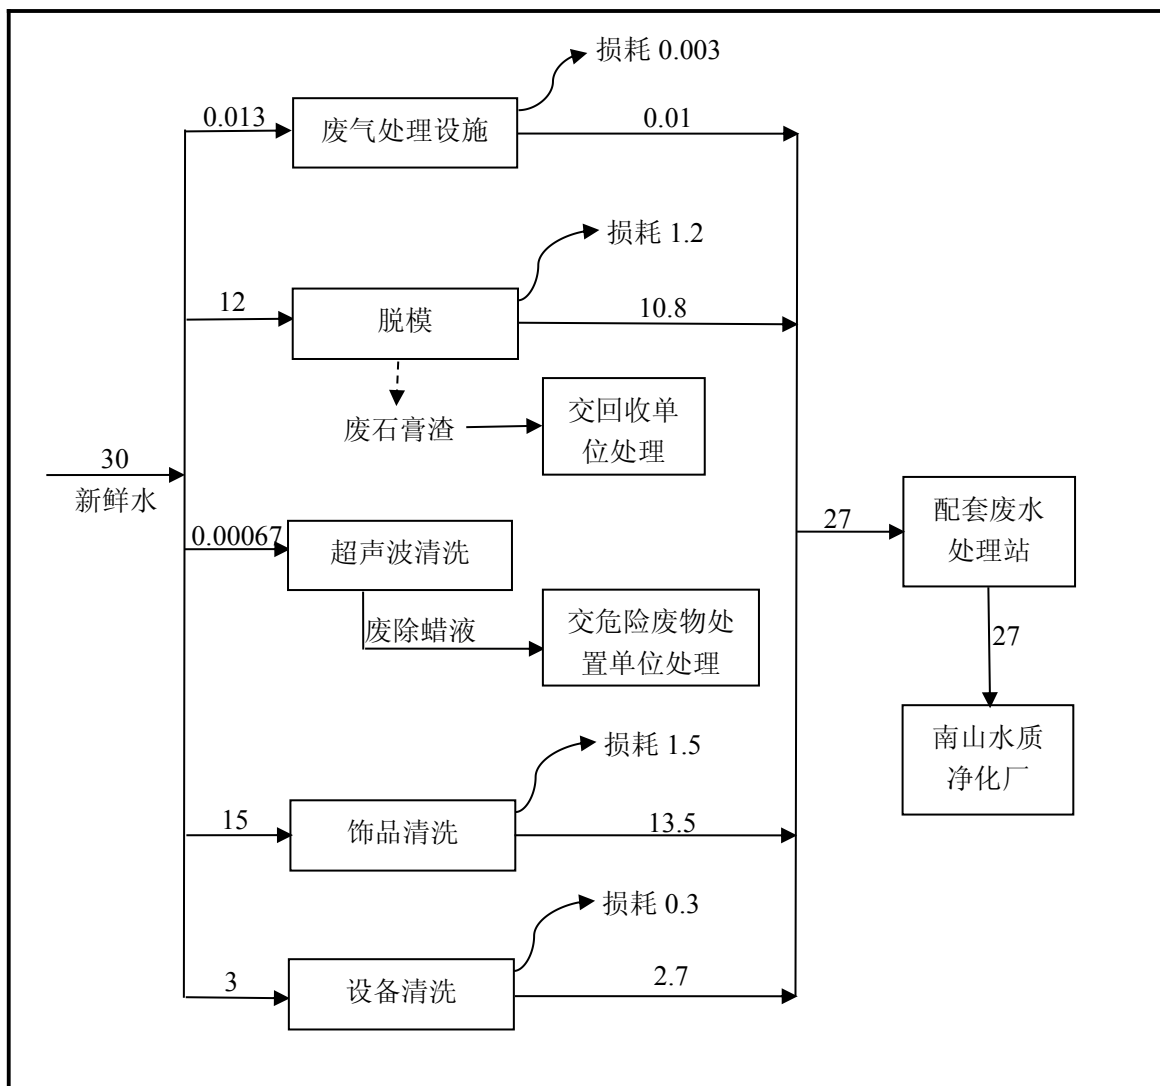 损耗 0.003
0.013
废气处理设施
0.01
损耗 1.2
12
脱模
10.8
废石膏渣
交回收单
位处理
30
新鲜水
0.00067
超声波清洗
废除蜡液
交危险废物处
置单位处理
27
配套废水
处理站
27
南山水质
净化厂
损耗 1.5
15
饰品清洗
13.5
损耗 0.3
3
设备清洗
2.7